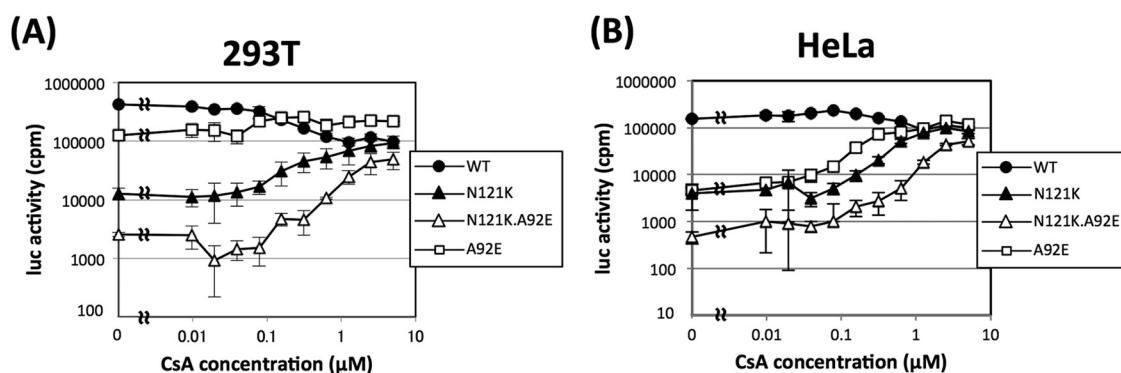 (A)
293T
1000000
100000
10000
1000
100
luc activity (cpm)
0
0.01
0.1
1
10
CsA concentration (µM)
WT
N121K
N121K.A92E
A92E
(B)
HeLa
1000000
100000
10000
1000
100
10
luc activity (cpm)
0
0.01
0.1
1
10
CsA concentration (µM)
WT
N121K
N121K.A92E
A92E